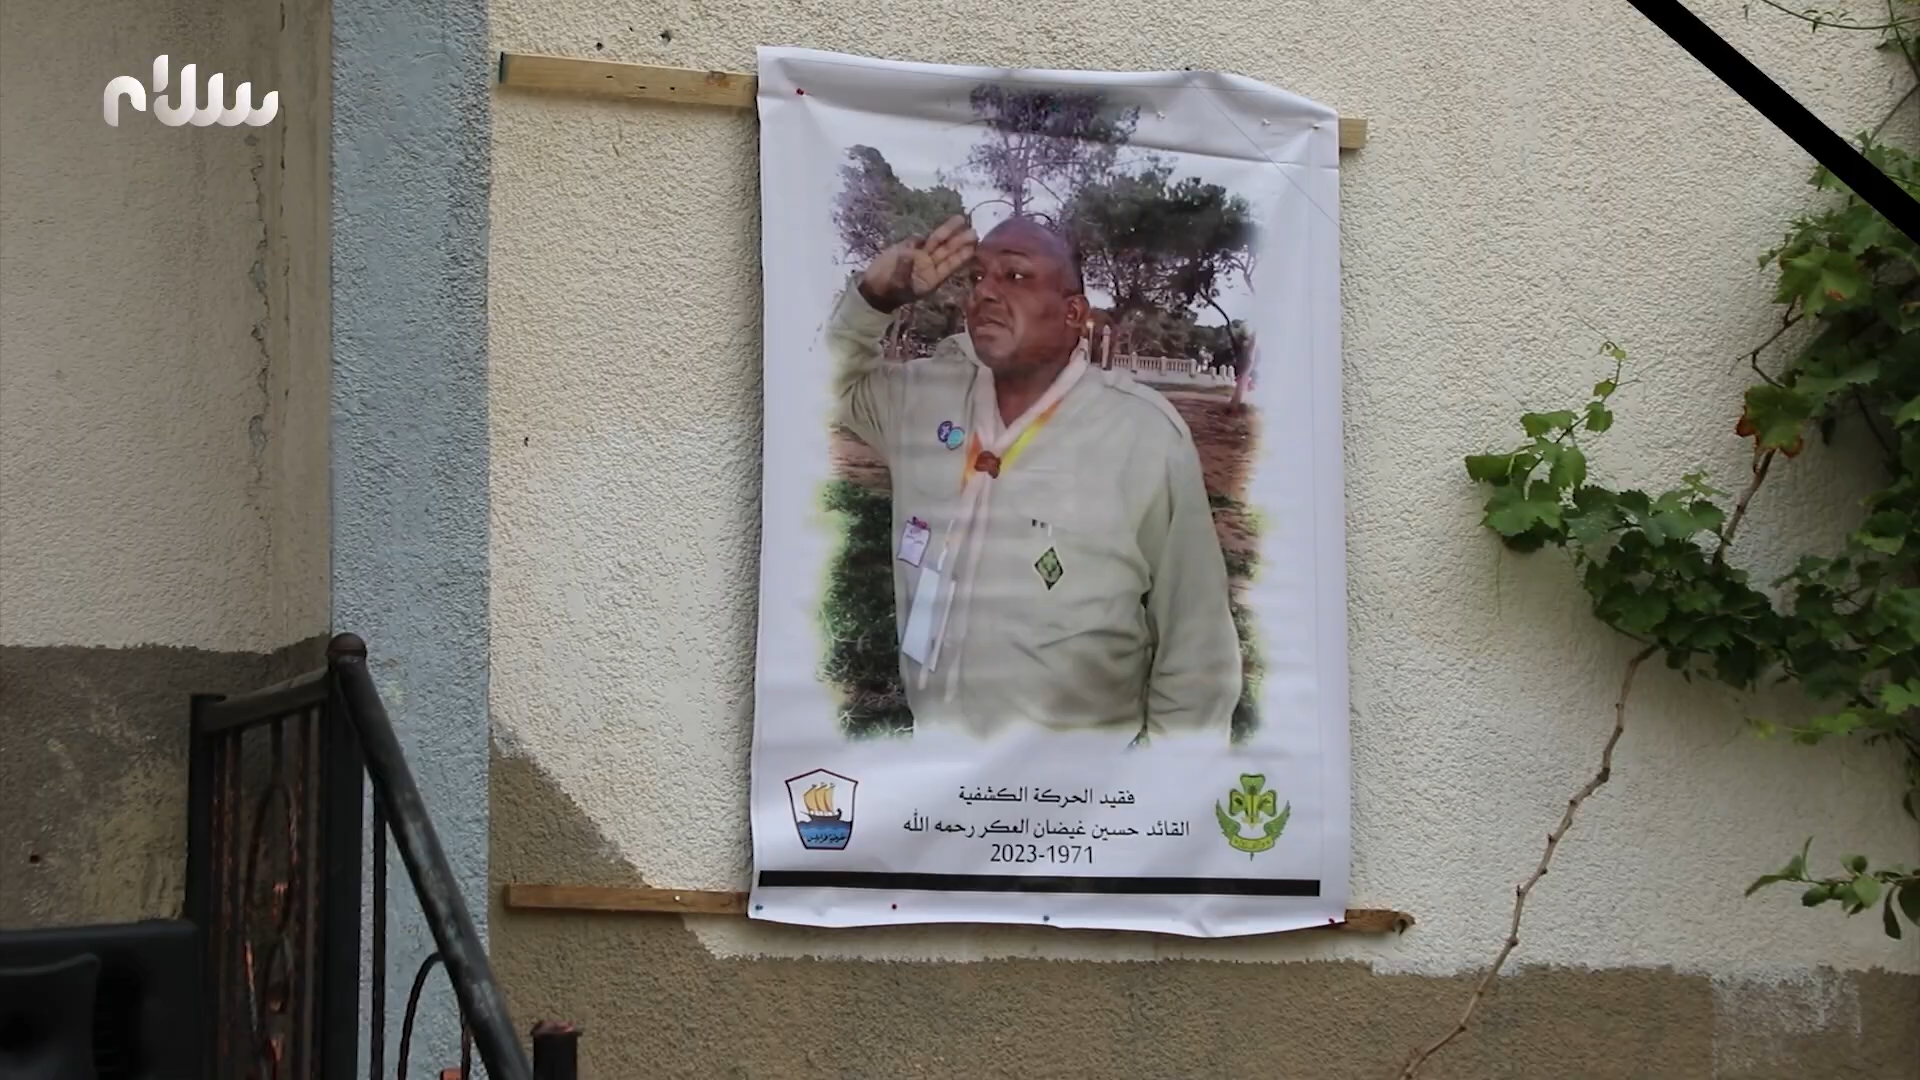 سلام
فقيد الحركة الكشفية
القائد حسين غيضان العكر رحمه الله
2023-1971